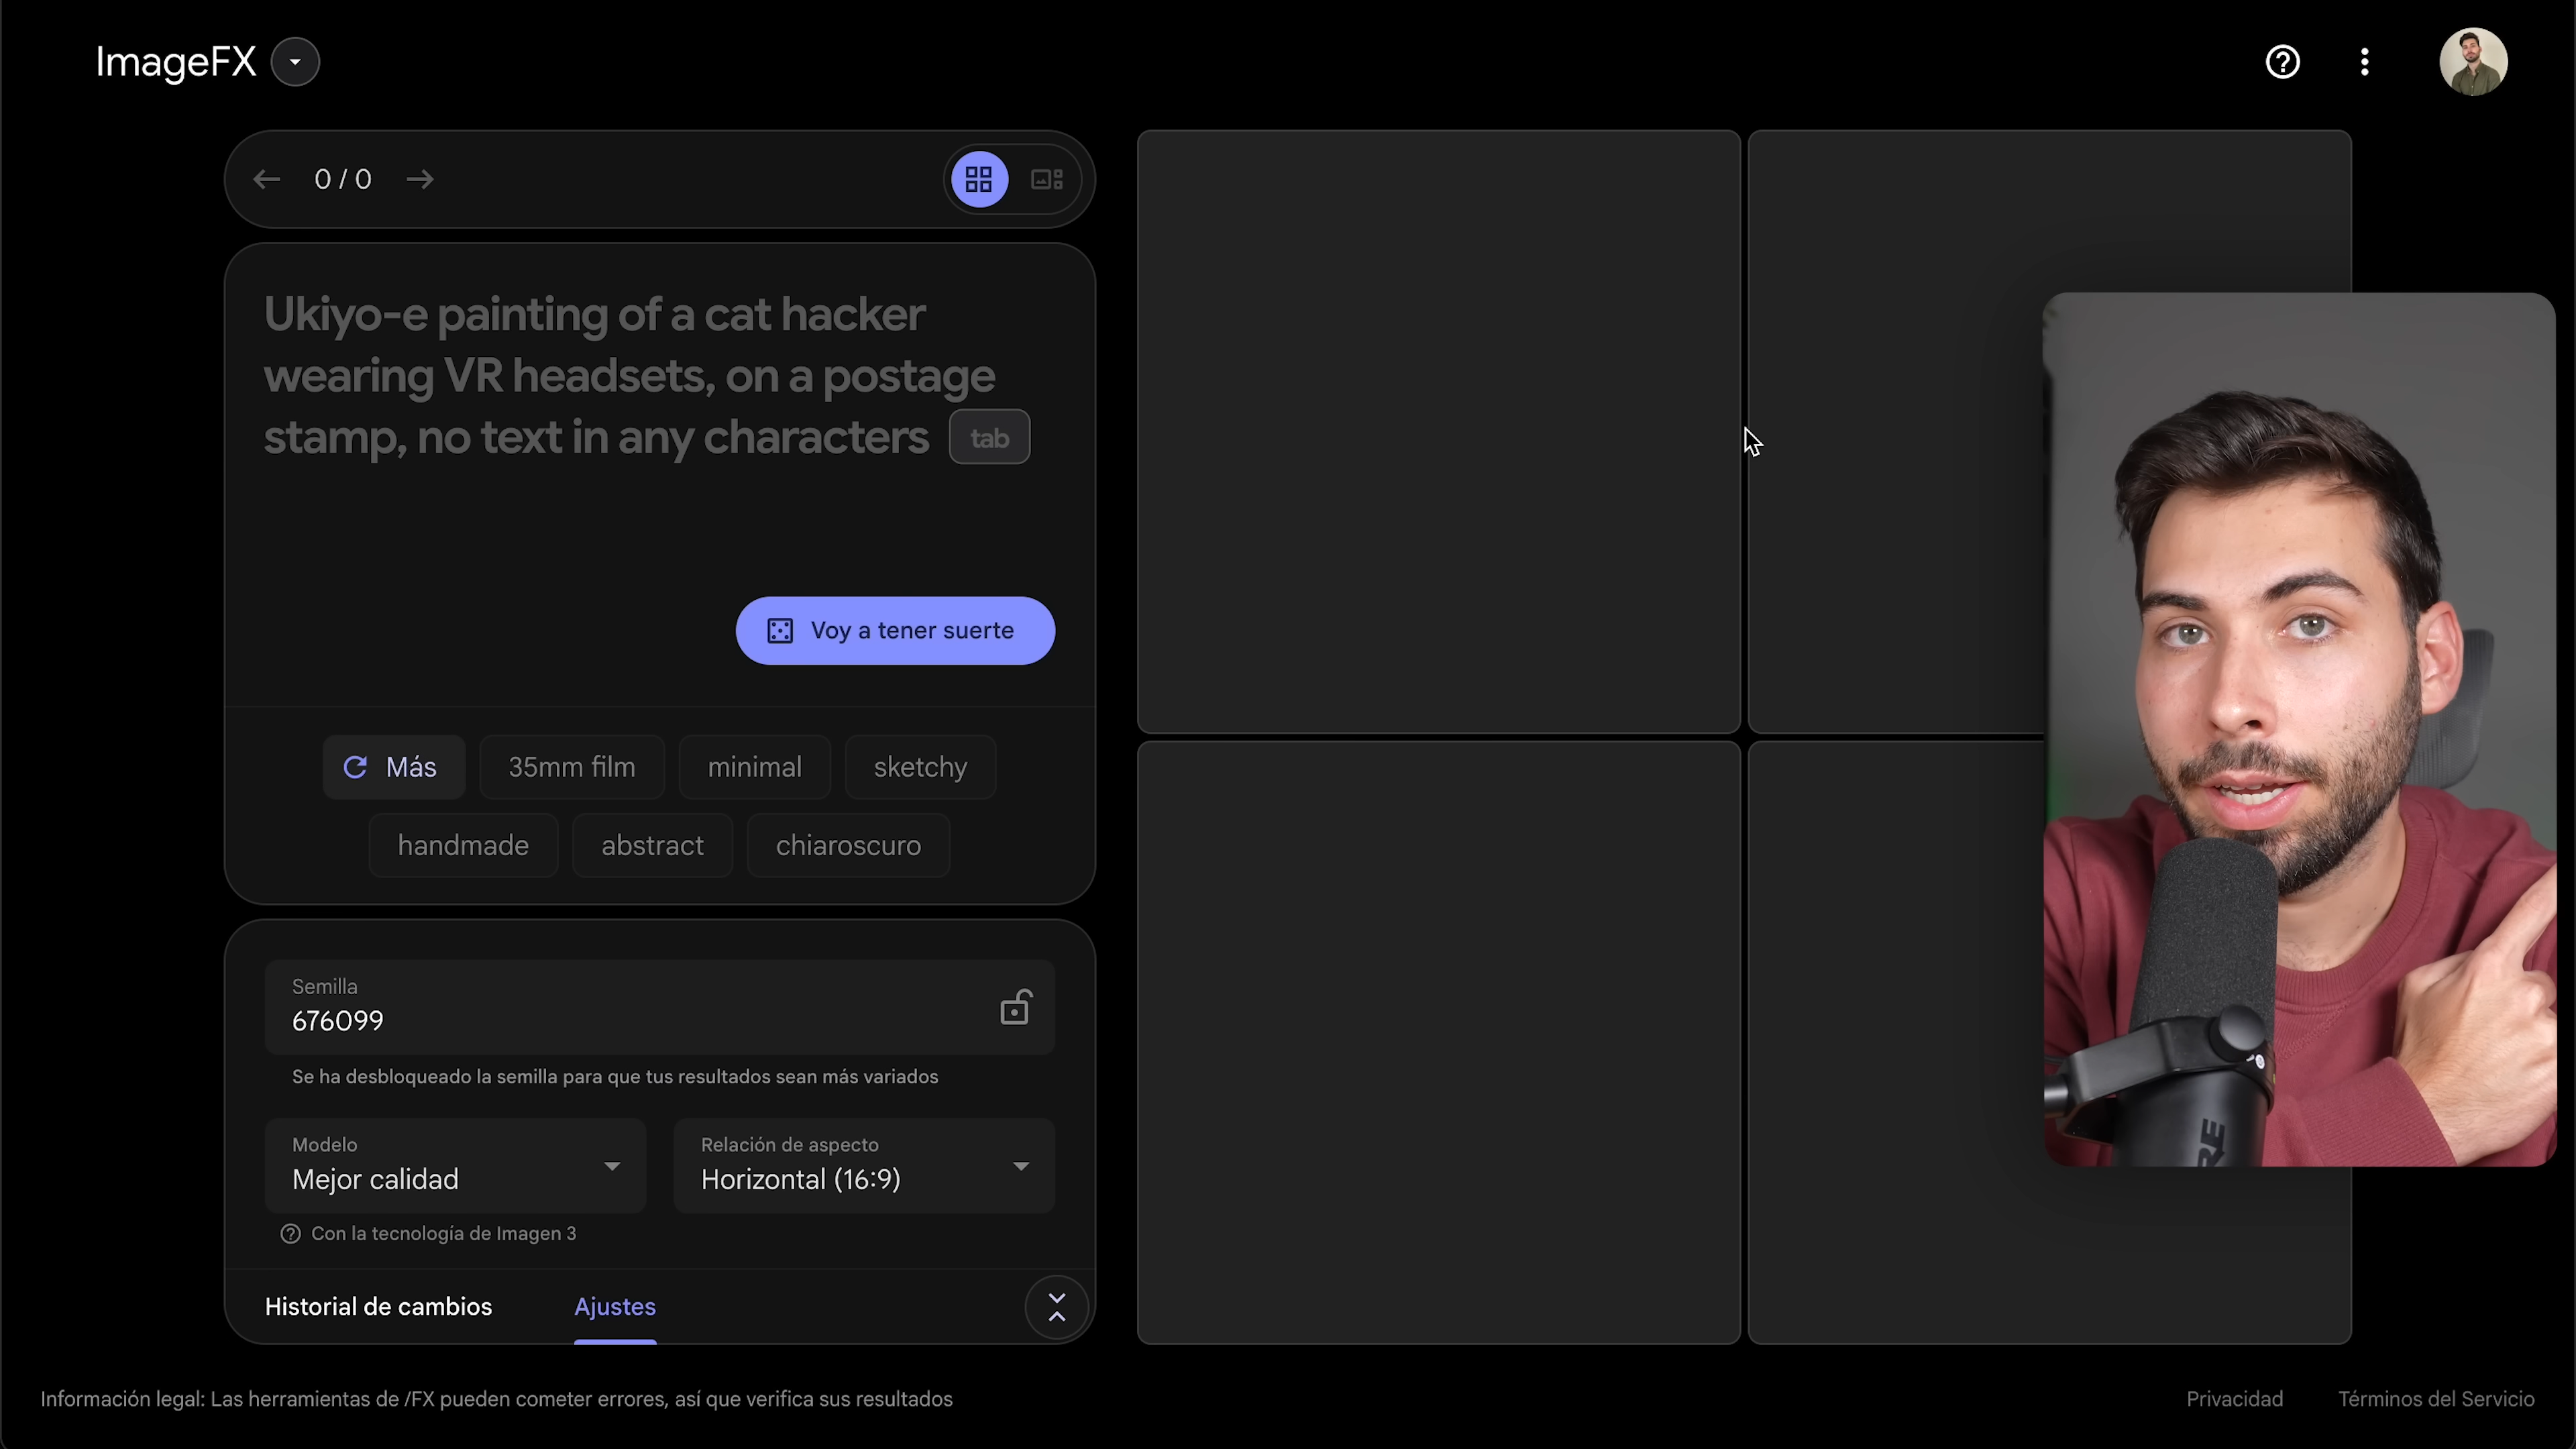 ImageFX
0 / 0
Ukiyo-e painting of a cat hacker
wearing VR headsets, on a postage
stamp, no text in any characters tab
Voy a tener suerte
Más 35mm film minimal sketchy
handmade abstract chiaroscuro
Semilla
676099
Se ha desbloqueado la semilla para que tus resultados sean más variados
Modelo
Mejor calidad
Relación de aspecto
Horizontal (16:9)
Con la tecnología de Imagen 3
Historial de cambios Ajustes
RE
Información legal: Las herramientas de /FX pueden cometer errores, así que verifica sus resultados
Privacidad Términos del Servicio